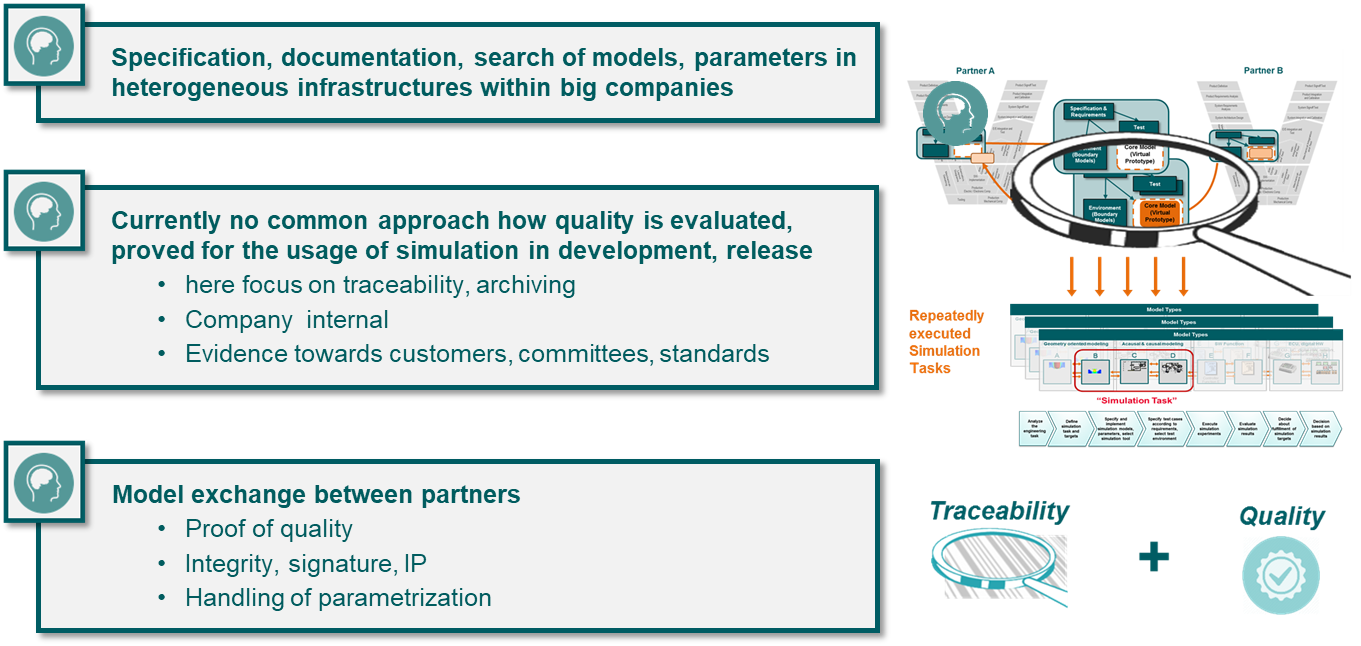 Specification, documentation, search of models, parameters in
heterogeneous infrastructures within big companies
Currently no common approach how quality is evaluated,
proved for the usage of simulation in development, release
• here focus on traceability, archiving
• Company internal
• Evidence towards customers, committees, standards
Model exchange between partners
• Proof of quality
• Integrity, signature, IP
• Handling of parametrization
Partner A
Partner B
Specification &
Requirements
Test
(Boundary
Models)
Core Model
(Virtual
Prototype)
Test
Environment
(Boundary
Models)
Core Model
(Virtual
Prototype)
Repeatedly
executed
Simulation
Tasks
Model Types
Model Types
Model Types
Geometry oriented modeling
Acausal & causal modeling
A
B
C
D
E
F
G
H
"Simulation Task"
Analyze
the
engineering
task
Define
simulation
task and
targets
Specify and
implement
simulation models,
parameters, select
simulation tool
Specify test cases
according to
requirements,
select test
environment
Execute
simulation
experiments
Evaluate
simulation
results
Decide
about
fulfillment of
simulation
targets
Decision
based on
simulation
results
Traceability
+
Quality